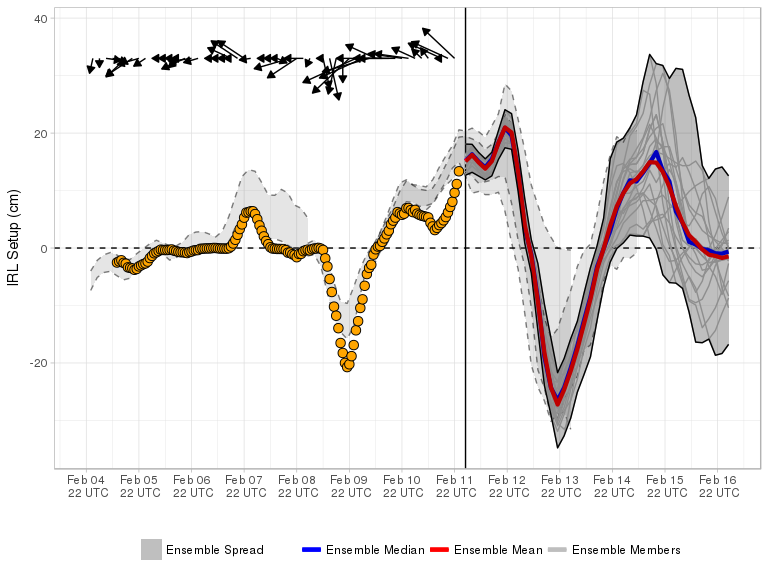 40
20
0
-20
IRL Setup (cm)
Feb 04 Feb 05 Feb 06 Feb 07 Feb 08 Feb 09 Feb 10 Feb 11 Feb 12 Feb 13 Feb 14 Feb 15 Feb 16
22 UTC 22 UTC 22 UTC 22 UTC 22 UTC 22 UTC 22 UTC 22 UTC 22 UTC 22 UTC 22 UTC 22 UTC 22 UTC
Ensemble Spread Ensemble Median Ensemble Mean Ensemble Members